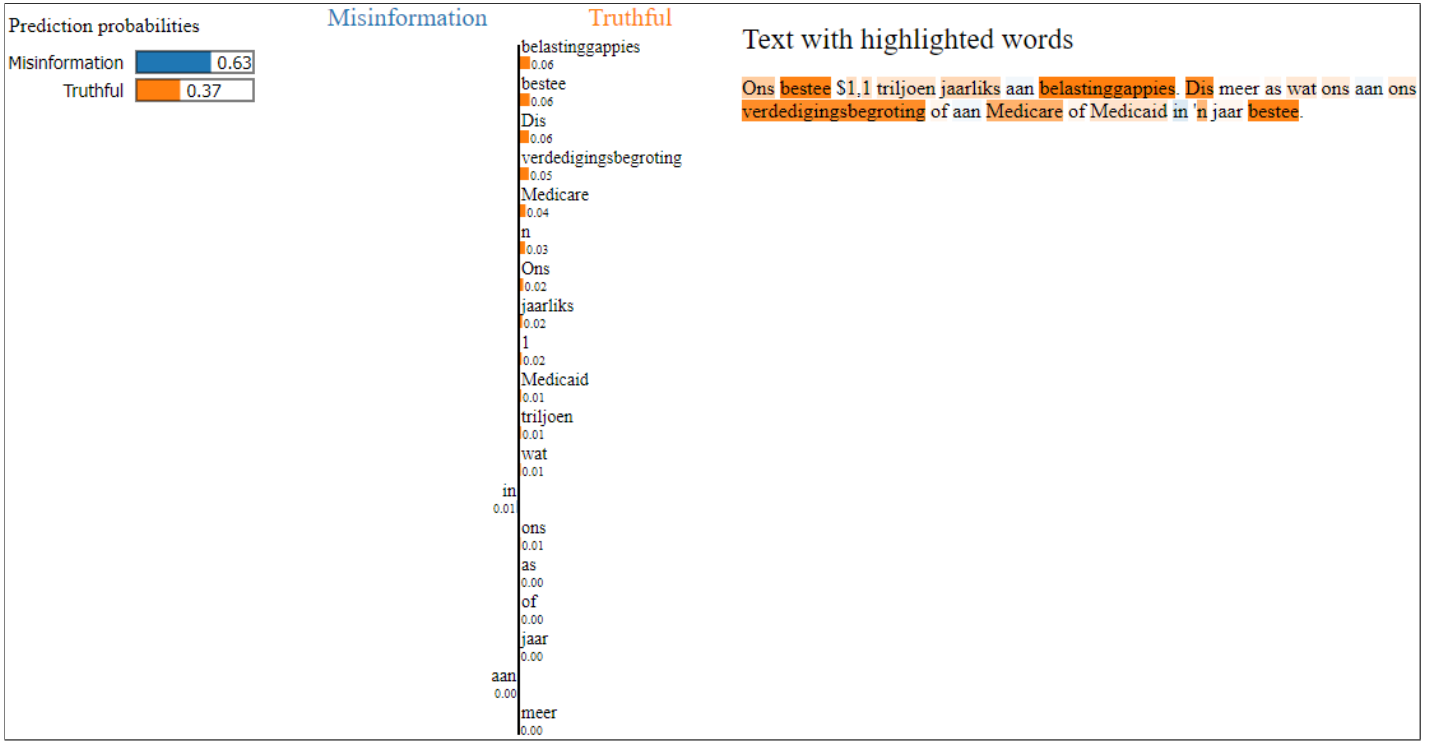 Prediction probabilities
Misinformation 0.63
Truthful 0.37
Misinformation Truthful
belastinggappies
0.06
bestee
0.06
Dis
0.06
verdedigingsbegroting
0.05
Medicare
0.04
n
0.03
Ons
0.02
jaarliks
0.02
1
0.02
Medicaid
0.01
triljoen
0.01
wat
0.01
in
0.01
ons
0.01
as
0.00
of
0.00
jaar
0.00
aan
0.00
meer
0.00
Text with highlighted words
Ons bestee $1,1 triljoen jaarliks aan belastinggappies. Dis meer as wat ons aan ons
verdedigingsbegroting of aan Medicare of Medicaid in 'n jaar bestee.